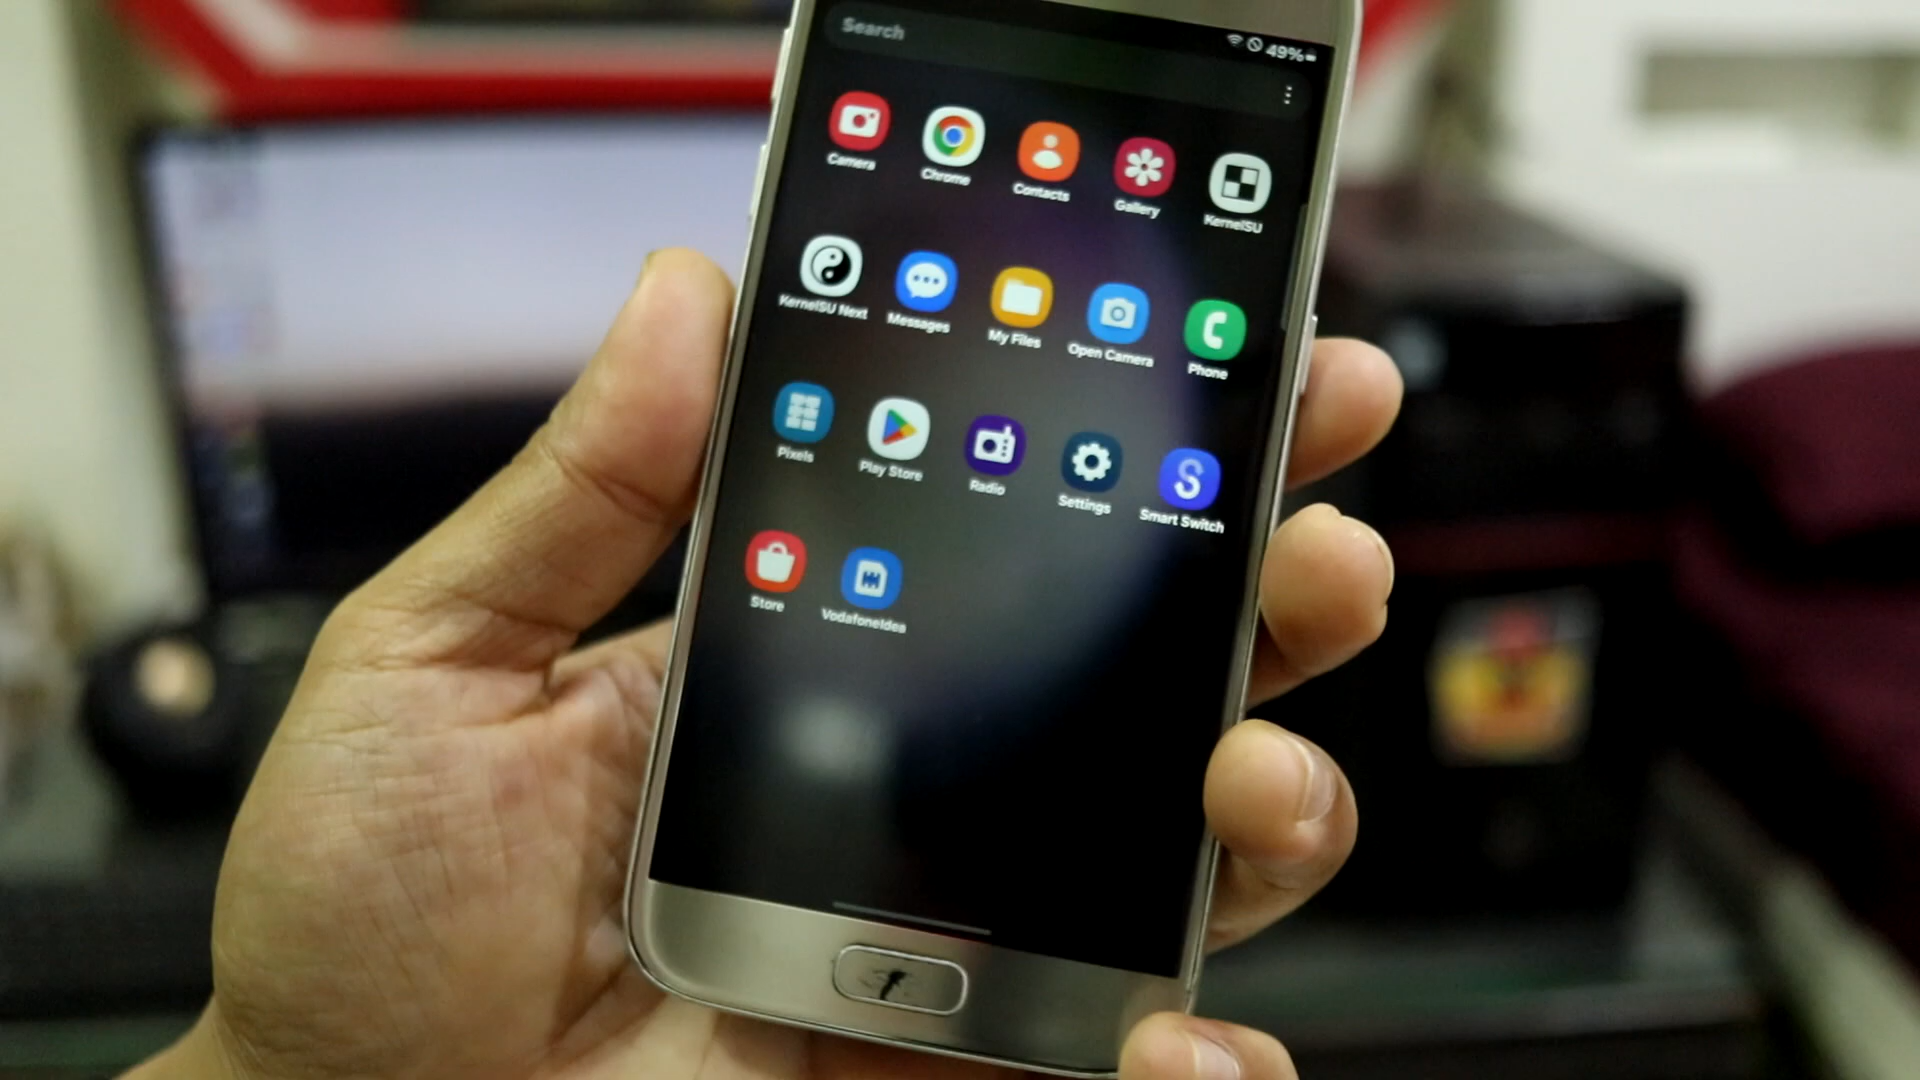 Search
49%
Camera
Chrome
Contacts
Gallery
KernelSU
KernelSU Next
Messages
My Files
Open Camera
Phone
Pixels
Play Store
Radio
Settings
Smart Switch
Store
VodafoneIdea